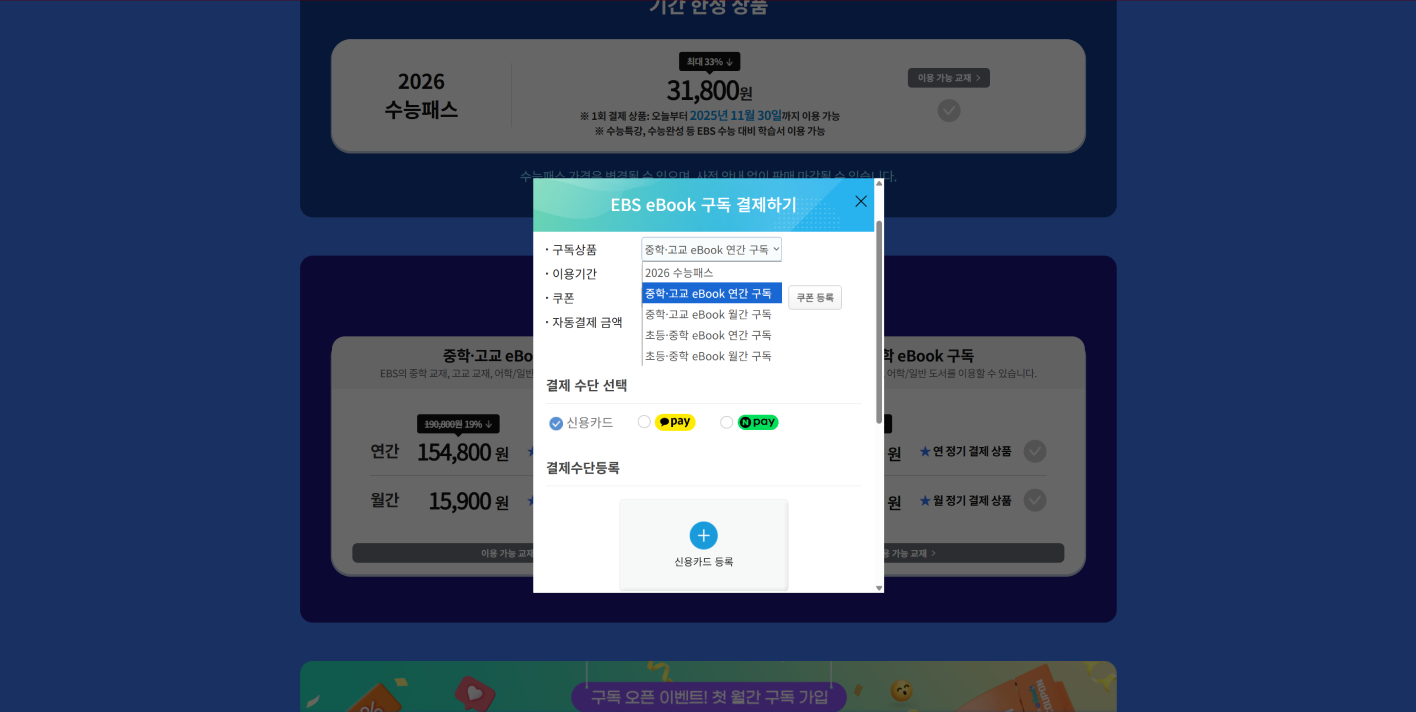 기간 한정 상품
2026
수능패스
최대 33% ↓
31,800원
※ 1회 결제 상품: 오늘부터 2025년 11월 30일까지 이용 가능
※ 수능특강, 수능완성 등 EBS 수능 대비 학습서 이용 가능
이용 가능 교재 >
수능패스 가격은 변경될 수 있으며, 사전 안내 없이 판매 마감될 수 있습니다.
EBS eBook 구독 결제하기
· 구독상품
중학·고교 eBook 연간 구독
· 이용기간
2026 수능패스
중학·고교 eBook 연간 구독
· 쿠폰
쿠폰 등록
중학·고교 eBook 월간 구독
· 자동결제 금액
초등·중학 eBook 연간 구독
초등·중학 eBook 월간 구독
결제 수단 선택
신용카드
pay
N pay
결제수단등록
신용카드 등록
중학·고교 eBo
EBS의 중학 교재, 고교 교재, 어학/일반
190,800원 19% ↓
연간 154,800 원 ★
월간 15,900 원 ★
이용 가능 교재
학 eBook 구독
어학/일반 도서를 이용할 수 있습니다.
원 ★ 연 정기 결제 상품
원 ★ 월 정기 결제 상품
용 가능 교재 >
구독 오픈 이벤트! 첫 월간 구독 가입
COUPON